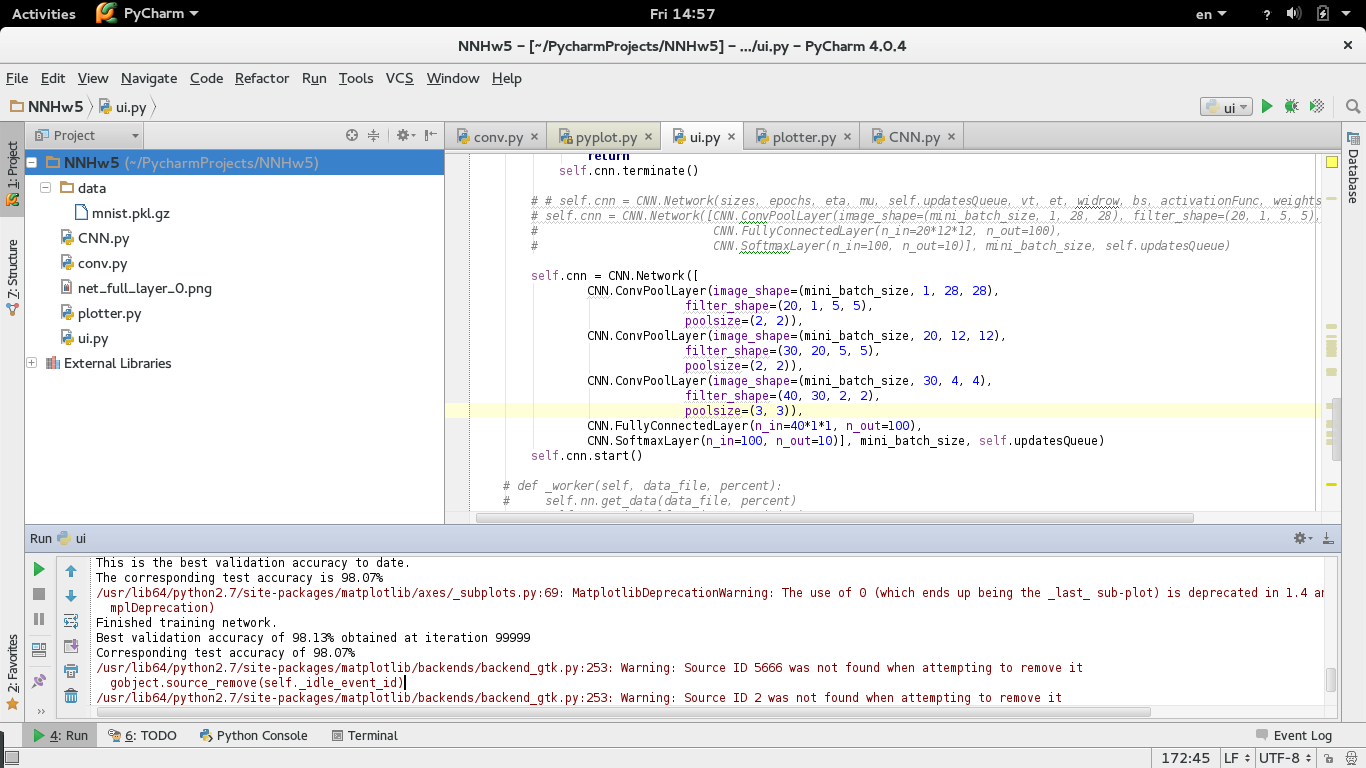 Activities PyCharm Fri 14:57 en
NNHw5 – [~/PycharmProjects/NNHw5] – .../ui.py – PyCharm 4.0.4
File Edit View Navigate Code Refactor Run Tools VCS Window Help
NNHw5 ui.py ui
Project
conv.py pyplot.py ui.py plotter.py CNN.py
1: Project
7: Structure
2: Favorites
Database
NNHw5 (~/PycharmProjects/NNHw5)
data
mnist.pkl.gz
CNN.py
conv.py
net_full_layer_0.png
plotter.py
ui.py
External Libraries
return
self.cnn.terminate()
# # self.cnn = CNN.Network(sizes, epochs, eta, mu, self.updatesQueue, vt, et, widrow, bs, activationFunc, weights
# self.cnn = CNN.Network([CNN.ConvPoolLayer(image_shape=(mini_batch_size, 1, 28, 28), filter_shape=(20, 1, 5, 5),
# CNN.FullyConnectedLayer(n_in=20*12*12, n_out=100),
# CNN.SoftmaxLayer(n_in=100, n_out=10)], mini_batch_size, self.updatesQueue)
self.cnn = CNN.Network([
CNN.ConvPoolLayer(image_shape=(mini_batch_size, 1, 28, 28),
filter_shape=(20, 1, 5, 5),
poolsize=(2, 2)),
CNN.ConvPoolLayer(image_shape=(mini_batch_size, 20, 12, 12),
filter_shape=(30, 20, 5, 5),
poolsize=(2, 2)),
CNN.ConvPoolLayer(image_shape=(mini_batch_size, 30, 4, 4),
filter_shape=(40, 30, 2, 2),
poolsize=(3, 3)),
CNN.FullyConnectedLayer(n_in=40*1*1, n_out=100),
CNN.SoftmaxLayer(n_in=100, n_out=10)], mini_batch_size, self.updatesQueue)
self.cnn.start()
# def _worker(self, data_file, percent):
# self.nn.get_data(data_file, percent)
Run ui
This is the best validation accuracy to date.
The corresponding test accuracy is 98.07%
/usr/lib64/python2.7/site-packages/matplotlib/axes/_subplots.py:69: MatplotlibDeprecationWarning: The use of 0 (which ends up being the _last_ sub-plot) is deprecated in 1.4 an
mplDeprecation)
Finished training network.
Best validation accuracy of 98.13% obtained at iteration 99999
Corresponding test accuracy of 98.07%
/usr/lib64/python2.7/site-packages/matplotlib/backends/backend_gtk.py:253: Warning: Source ID 5666 was not found when attempting to remove it
gobject.source_remove(self._idle_event_id)
/usr/lib64/python2.7/site-packages/matplotlib/backends/backend_gtk.py:253: Warning: Source ID 2 was not found when attempting to remove it
4: Run 6: TODO Python Console Terminal Event Log
172:45 LF UTF-8